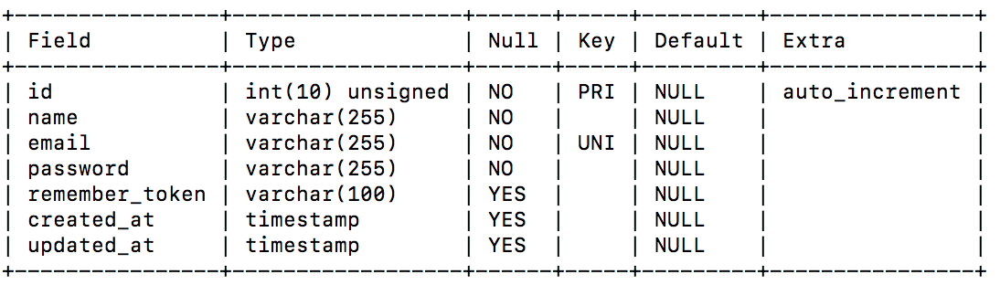 +----------------+------------------+------+-----+---------+----------------+
| Field          | Type             | Null | Key | Default | Extra          |
+----------------+------------------+------+-----+---------+----------------+
| id             | int(10) unsigned | NO   | PRI | NULL    | auto_increment |
| name           | varchar(255)     | NO   |     | NULL    |                |
| email          | varchar(255)     | NO   | UNI | NULL    |                |
| password       | varchar(255)     | NO   |     | NULL    |                |
| remember_token | varchar(100)     | YES  |     | NULL    |                |
| created_at     | timestamp        | YES  |     | NULL    |                |
| updated_at     | timestamp        | YES  |     | NULL    |                |
+----------------+------------------+------+-----+---------+----------------+